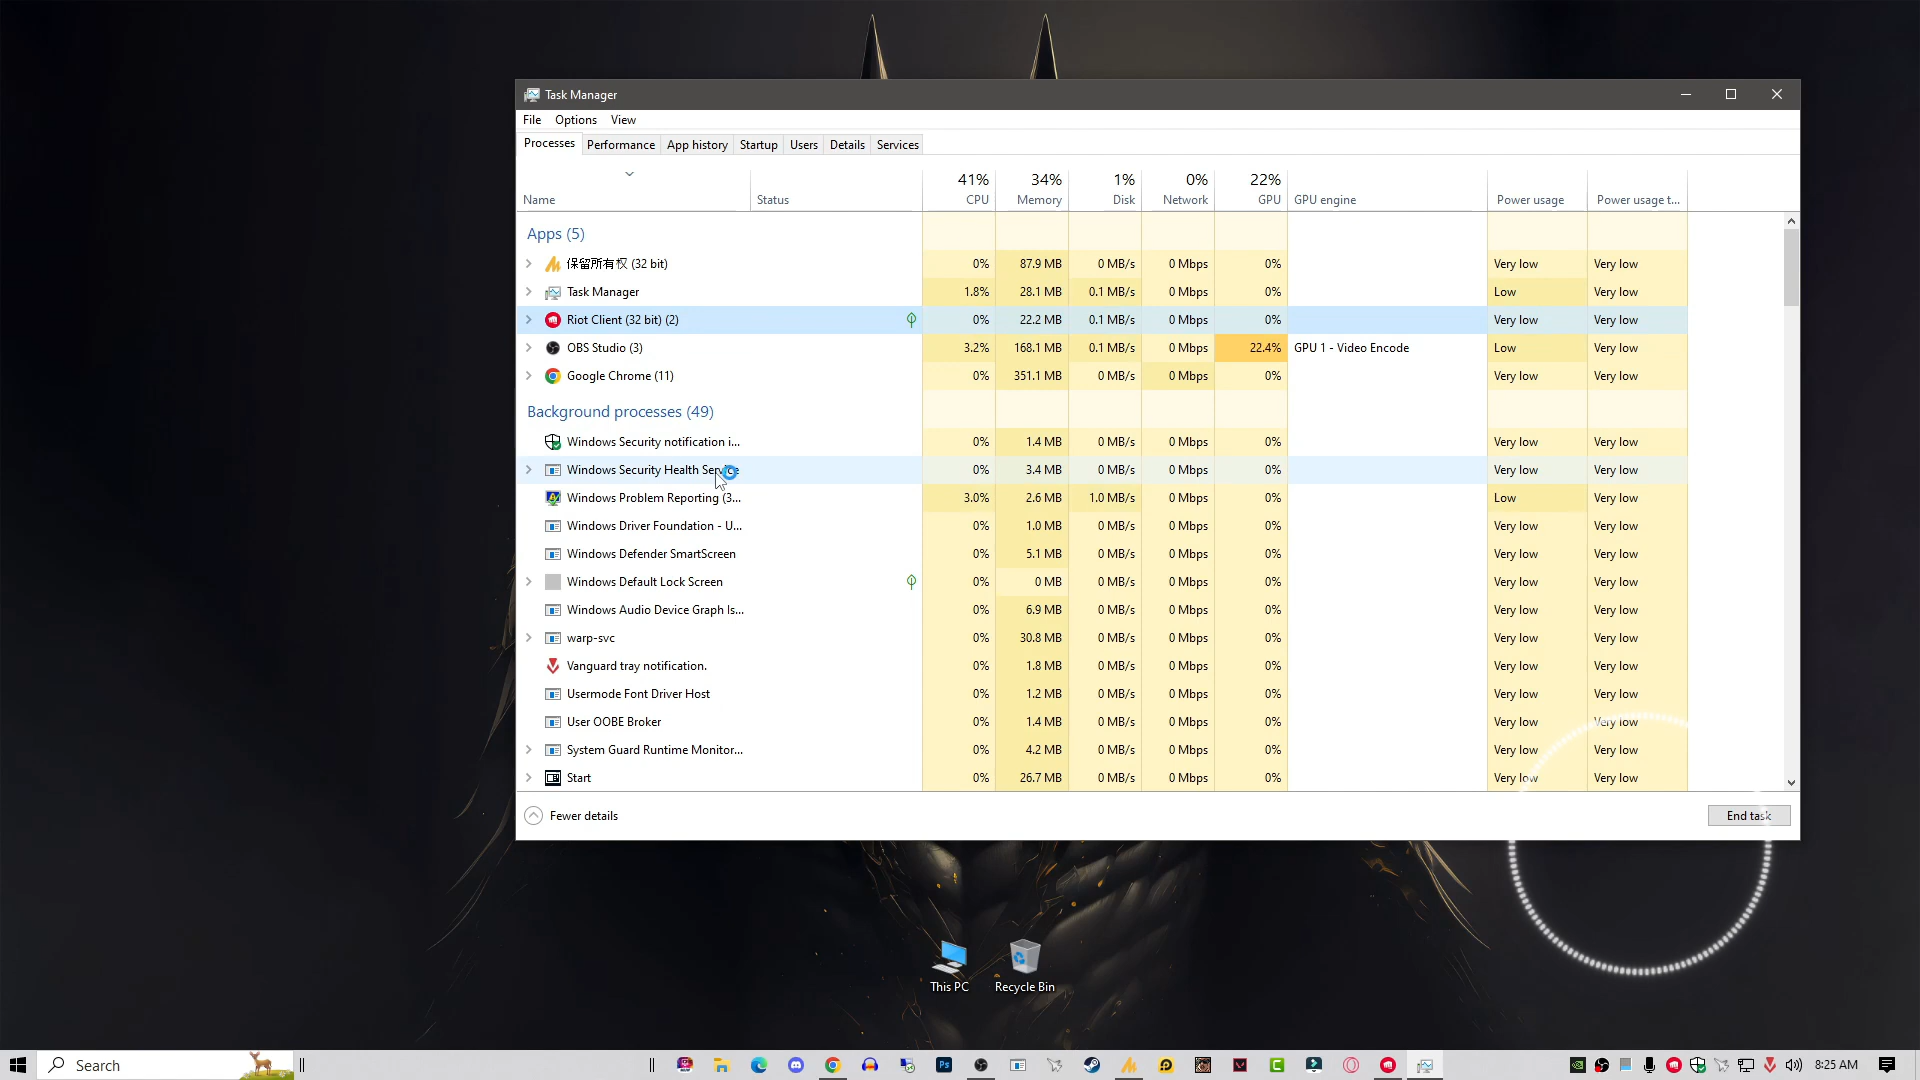 Task Manager
File Options View
Processes Performance App history Startup Users Details Services
41% 34% 1% 0% 22%
Name Status CPU Memory Disk Network GPU GPU engine Power usage Power usage t...
Apps (5)
保留所有权 (32 bit) 0% 87.9 MB 0 MB/s 0 Mbps 0% Very low Very low
Task Manager 1.8% 28.1 MB 0.1 MB/s 0 Mbps 0% Low Very low
Riot Client (32 bit) (2) 0% 22.2 MB 0.1 MB/s 0 Mbps 0% Very low Very low
OBS Studio (3) 3.2% 168.1 MB 0.1 MB/s 0 Mbps 22.4% GPU 1 - Video Encode Low Very low
Google Chrome (11) 0% 351.1 MB 0 MB/s 0 Mbps 0% Very low Very low
Background processes (49)
Windows Security notification i... 0% 1.4 MB 0 MB/s 0 Mbps 0% Very low Very low
Windows Security Health Service 0% 3.4 MB 0 MB/s 0 Mbps 0% Very low Very low
Windows Problem Reporting (3... 3.0% 2.6 MB 1.0 MB/s 0 Mbps 0% Low Very low
Windows Driver Foundation - U... 0% 1.0 MB 0 MB/s 0 Mbps 0% Very low Very low
Windows Defender SmartScreen 0% 5.1 MB 0 MB/s 0 Mbps 0% Very low Very low
Windows Default Lock Screen 0% 0 MB 0 MB/s 0 Mbps 0% Very low Very low
Windows Audio Device Graph Is... 0% 6.9 MB 0 MB/s 0 Mbps 0% Very low Very low
warp-svc 0% 30.8 MB 0 MB/s 0 Mbps 0% Very low Very low
Vanguard tray notification. 0% 1.8 MB 0 MB/s 0 Mbps 0% Very low Very low
Usermode Font Driver Host 0% 1.2 MB 0 MB/s 0 Mbps 0% Very low Very low
User OOBE Broker 0% 1.4 MB 0 MB/s 0 Mbps 0% Very low Very low
System Guard Runtime Monitor... 0% 4.2 MB 0 MB/s 0 Mbps 0% Very low Very low
Start 0% 26.7 MB 0 MB/s 0 Mbps 0% Very low Very low
Fewer details End task
This PC Recycle Bin
Search Ps 8:25 AM